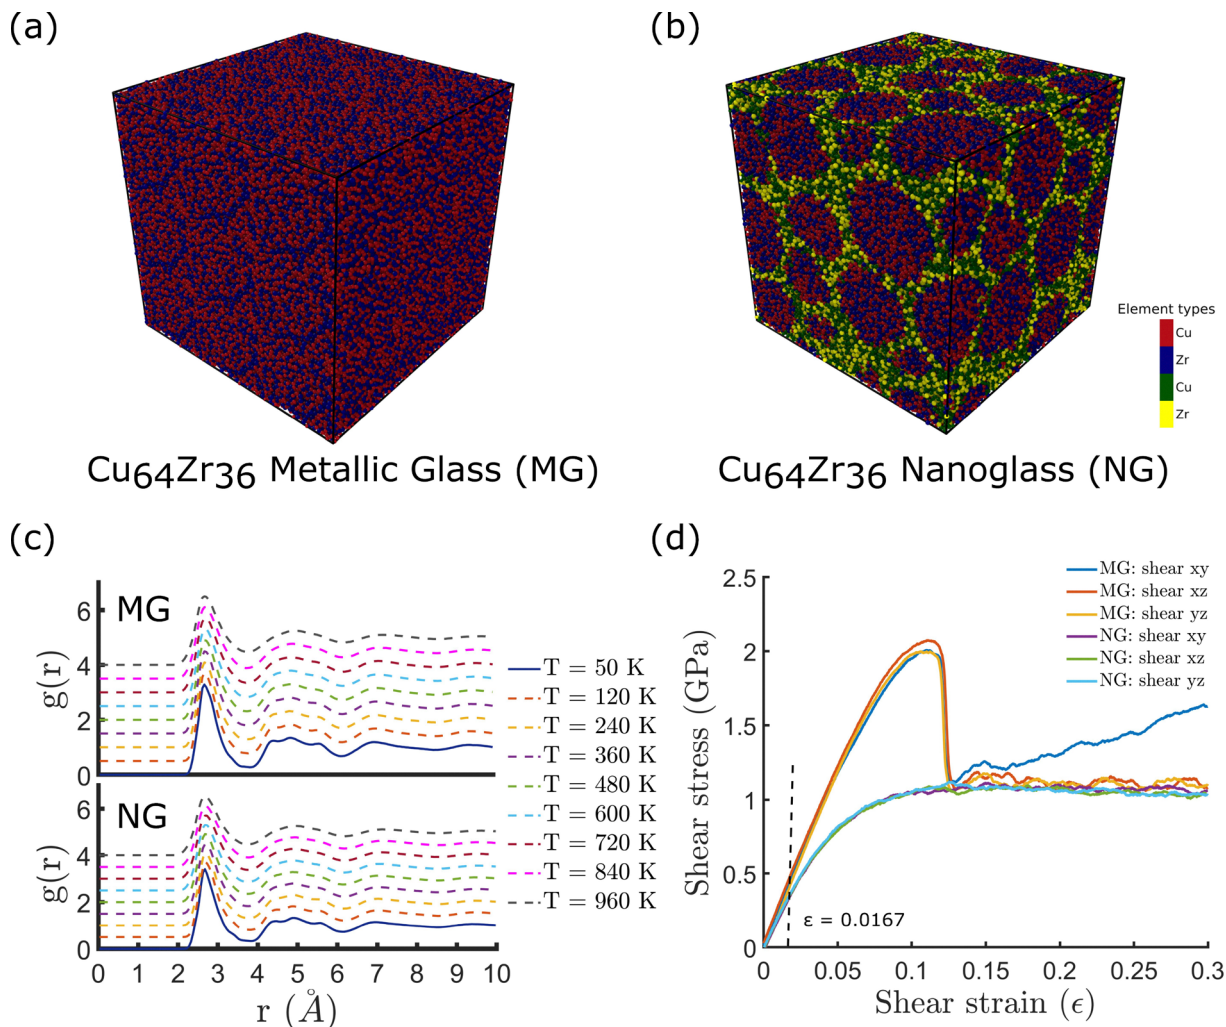 (a)
(b)
Element types
Cu
Zr
Cu
Zr
Cu64Zr36 Metallic Glass (MG)
Cu64Zr36 Nanoglass (NG)
(c)
MG
g(r)
6
4
2
0
NG
g(r)
6
4
2
0
0 1 2 3 4 5 6 7 8 9 10
r (Å)
T = 50 K
T = 120 K
T = 240 K
T = 360 K
T = 480 K
T = 600 K
T = 720 K
T = 840 K
T = 960 K
(d)
MG: shear xy
MG: shear xz
MG: shear yz
NG: shear xy
NG: shear xz
NG: shear yz
Shear stress (GPa)
2.5
2
1.5
1
0.5
0
ε = 0.0167
0 0.05 0.1 0.15 0.2 0.25 0.3
Shear strain (ϵ)